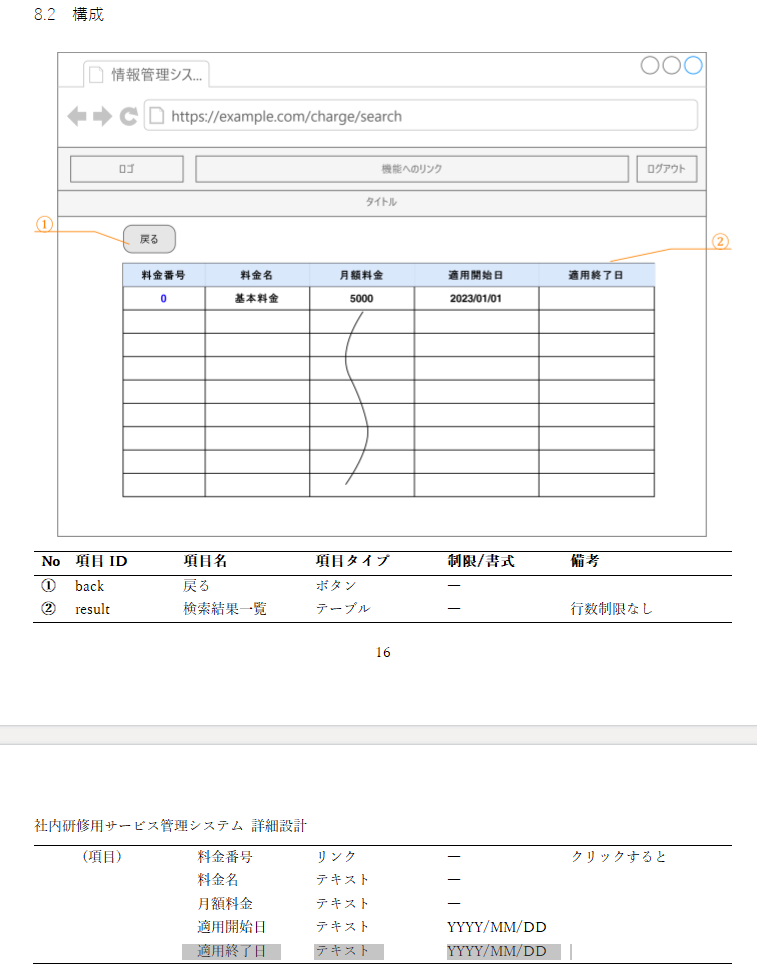 8.2 構成
情報管理シス...
https://example.com/charge/search
ロゴ 機能へのリンク ログアウト
タイトル
①
戻る
②
料金番号 料金名 月額料金 適用開始日 適用終了日
0 基本料金 5000 2023/01/01
No 項目 ID 項目名 項目タイプ 制限/書式 備考
① back 戻る ボタン —
② result 検索結果一覧 テーブル — 行数制限なし
16
社内研修用サービス管理システム 詳細設計
（項目） 料金番号 リンク — クリックすると
料金名 テキスト —
月額料金 テキスト —
適用開始日 テキスト YYYY/MM/DD
適用終了日 テキスト YYYY/MM/DD